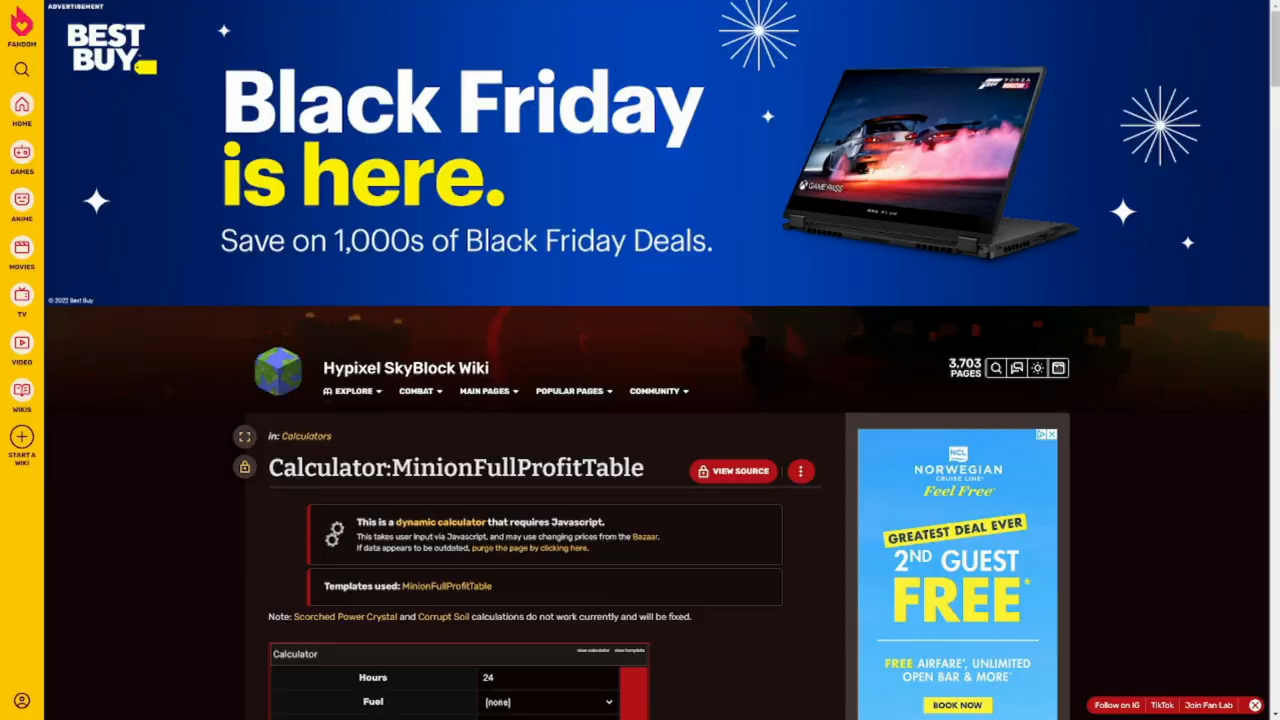 ADVERTISEMENT
BEST
BUY
Black Friday
is here.
Save on 1,000s of Black Friday Deals.
FORZA
HORIZON 5
GAME PASS
© 2022 Best Buy
FANDOM
HOME
GAMES
ANIME
MOVIES
TV
VIDEO
WIKIS
START A
WIKI
Hypixel SkyBlock Wiki
3,703
PAGES
EXPLORE
COMBAT
MAIN PAGES
POPULAR PAGES
COMMUNITY
in: Calculators
Calculator:MinionFullProfitTable
VIEW SOURCE
This is a dynamic calculator that requires Javascript.
This takes user input via Javascript, and may use changing prices from the Bazaar.
If data appears to be outdated, purge the page by clicking here.
Templates used: MinionFullProfitTable
Note: Scorched Power Crystal and Corrupt Soil calculations do not work currently and will be fixed.
Calculator
view calculator view template
Hours 24
Fuel (none)
NCL
NORWEGIAN
CRUISE LINE
Feel Free
GREATEST DEAL EVER
2ND GUEST
FREE*
FREE AIRFARE*, UNLIMITED
OPEN BAR & MORE*
BOOK NOW
Follow on IG TikTok Join Fan Lab